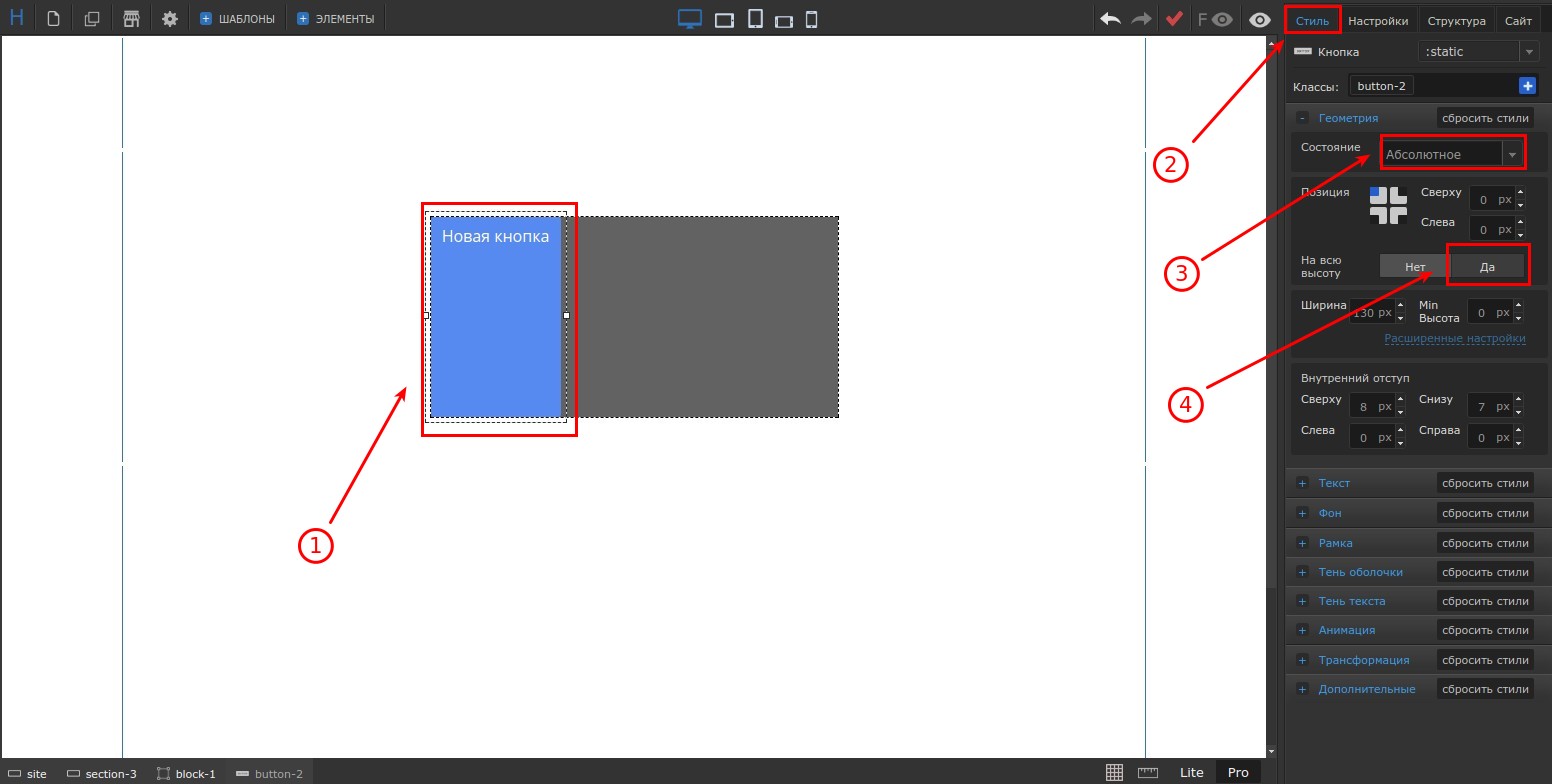 H
ШАБЛОНЫ
ЭЛЕМЕНТЫ
F
Стиль
Настройки
Структура
Сайт
Кнопка
:static
Классы:
button-2
- Геометрия
сбросить стили
Состояние
Абсолютное
Позиция
Сверху
0 px
Слева
0 px
На всю
высоту
Нет
Да
Ширина
130 px
Min
Высота
0 px
Расширенные настройки
Внутренний отступ
Сверху
8 px
Снизу
7 px
Слева
0 px
Справа
0 px
+ Текст
сбросить стили
+ Фон
сбросить стили
+ Рамка
сбросить стили
+ Тень оболочки
сбросить стили
+ Тень текста
сбросить стили
+ Анимация
сбросить стили
+ Трансформация
сбросить стили
+ Дополнительные
сбросить стили
Новая кнопка
1
2
3
4
site
section-3
block-1
button-2
Lite
Pro